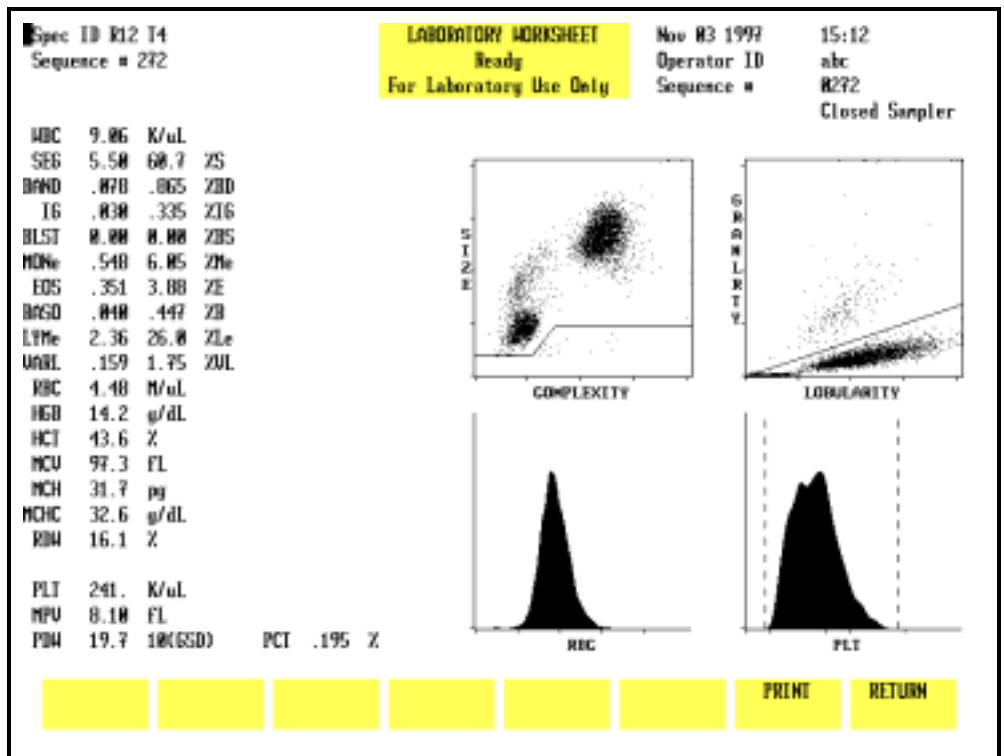 Spec ID R12 T4
Sequence # 272
LABORATORY WORKSHEET
Ready
For Laboratory Use Only
Nov 03 1997 15:12
Operator ID abc
Sequence # 0272
Closed Sampler
WBC 9.06 K/uL
SEG 5.50 60.7 %S
BAND .078 .865 %BD
IG .030 .335 %IG
BLST 0.00 0.00 %BS
MONe .548 6.05 %Me
EOS .351 3.88 %E
BASO .040 .447 %B
LYMe 2.36 26.0 %Le
VARL .159 1.75 %VL
RBC 4.48 M/uL
HGB 14.2 g/dL
HCT 43.6 %
MCV 97.3 fL
MCH 31.7 pg
MCHC 32.6 g/dL
RDW 16.1 %
PLT 241. K/uL
MPV 8.10 fL
PDW 19.7 10(GSD) PCT .195 %
SIZE
COMPLEXITY
GRANLRTY
LOBULARITY
RBC
PLT
PRINT
RETURN